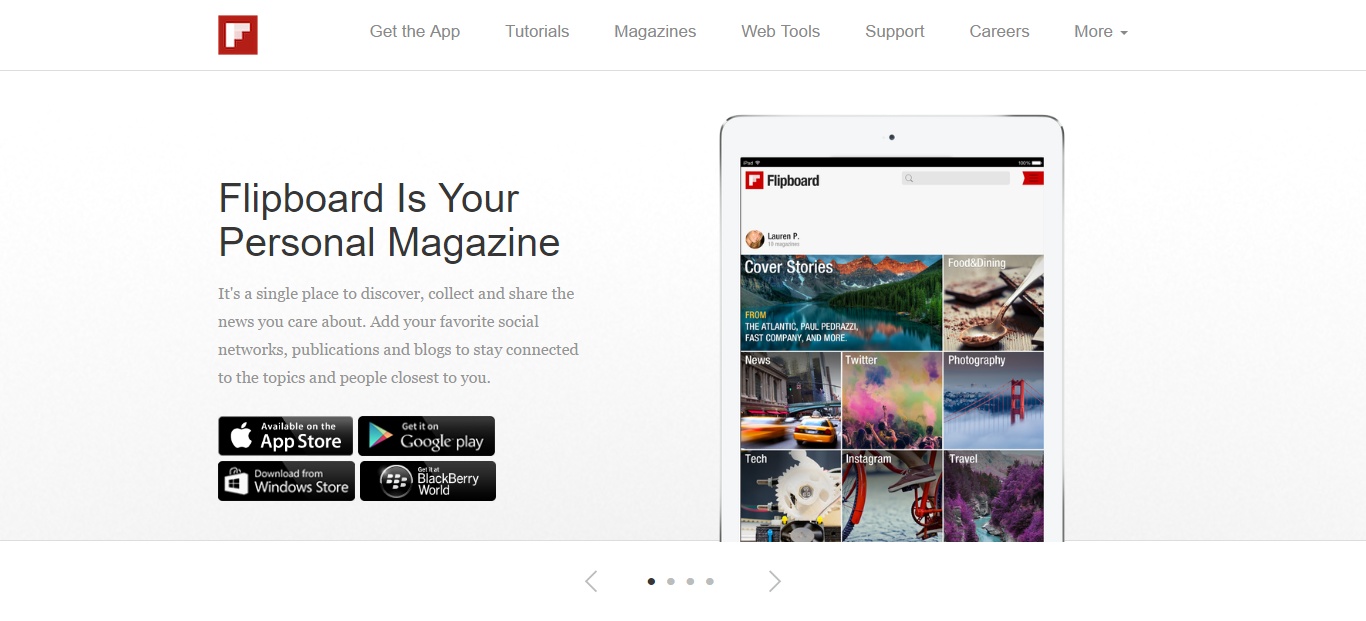 Get the App
Tutorials
Magazines
Web Tools
Support
Careers
More
Flipboard Is Your
Personal Magazine
It's a single place to discover, collect and share the
news you care about. Add your favorite social
networks, publications and blogs to stay connected
to the topics and people closest to you.
Available on the
App Store
Get it on
Google play
Download from
Windows Store
Get it at
BlackBerry
World
iPad
100%
Flipboard
Lauren P.
19 magazines
Cover Stories
FROM
THE ATLANTIC, PAUL PEDRAZZI,
FAST COMPANY, AND MORE.
Food&Dining
News
Twitter
Photography
Tech
Instagram
Travel